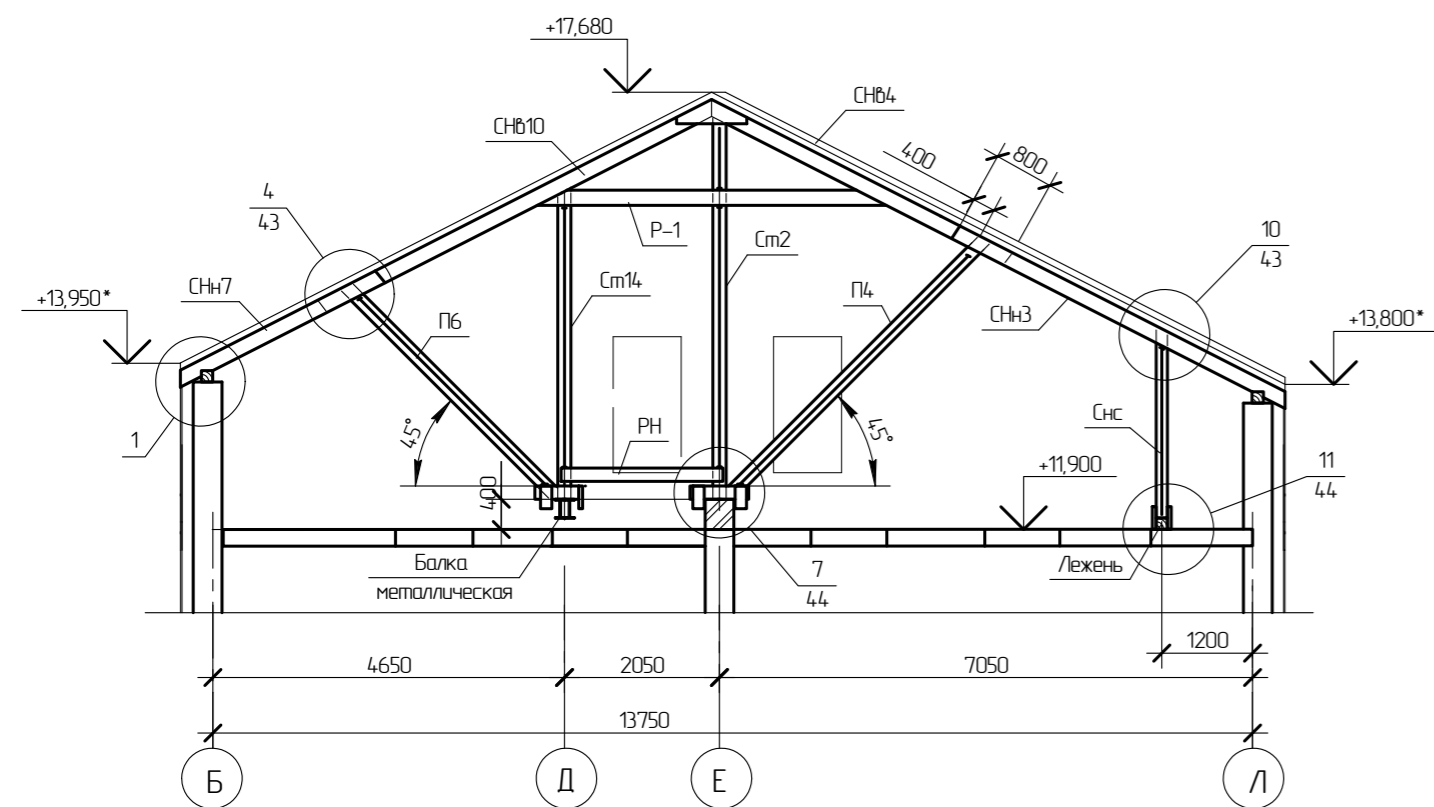 +17,680
СНв4
СНв10
400
800
4
43
Р-1
10
43
Ст2
СНн7
+13,950*
Ст14
П4
СНн3
+13,800*
П6
1
45°
РН
45°
Снс
+11,900
11
44
400
Балка
металлическая
7
44
Лежень
1200
4650
2050
7050
13750
Б
Д
Е
Л